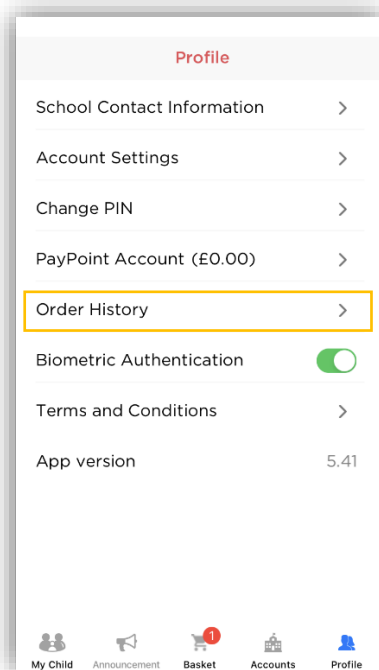 Profile
School Contact Information
Account Settings
Change PIN
PayPoint Account (£0.00)
Order History
Biometric Authentication
Terms and Conditions
App version 5.41
1
My Child Announcement Basket Accounts Profile